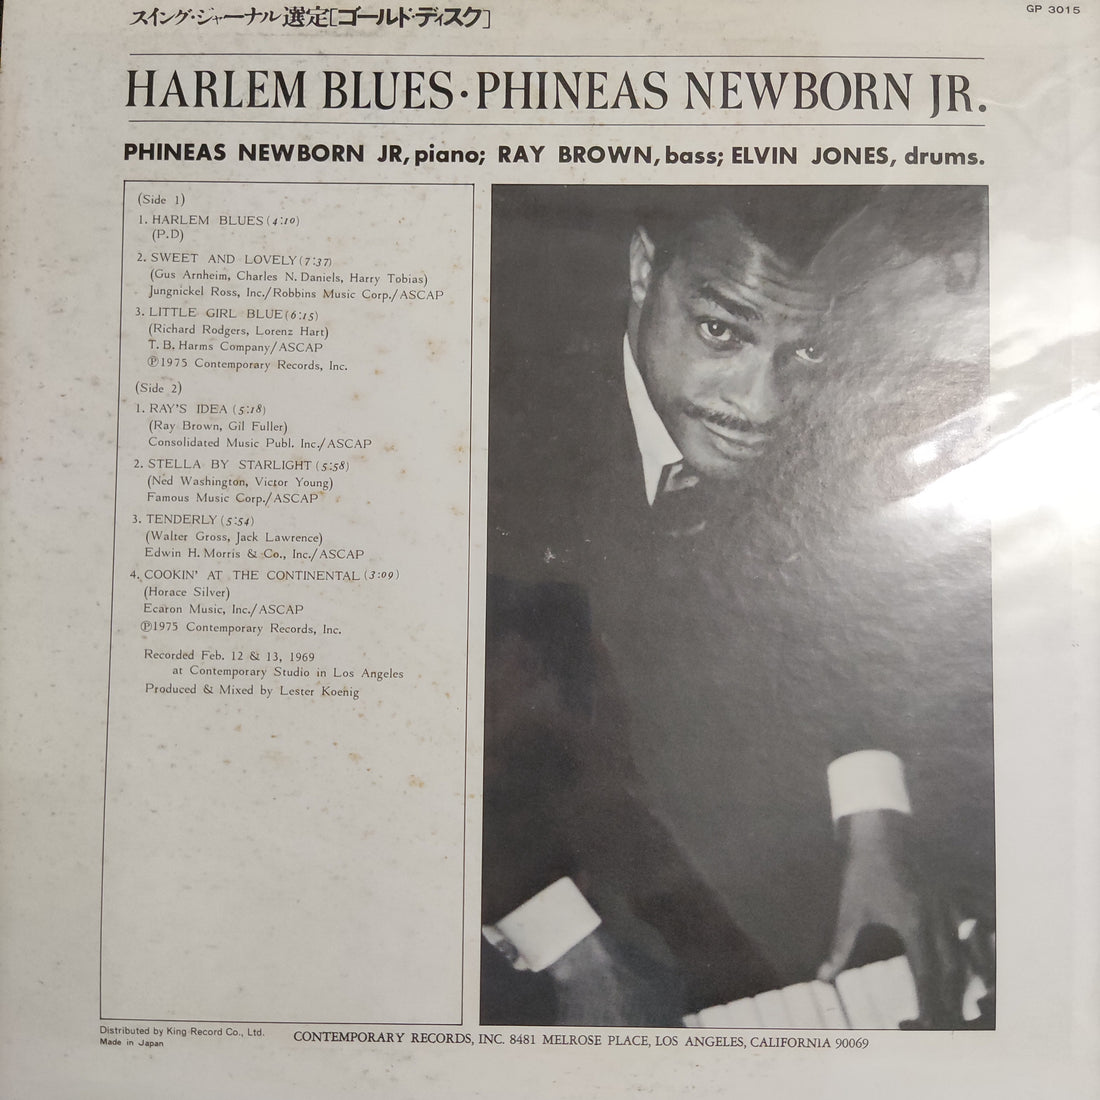 スイング・ジャーナル選定[ゴールド・ディスク]
GP 3015
HARLEM BLUES・PHINEAS NEWBORN JR.
PHINEAS NEWBORN JR, piano; RAY BROWN, bass; ELVIN JONES, drums.
(Side 1)
1. HARLEM BLUES (4:10)
(P.D)
2. SWEET AND LOVELY (7:37)
(Gus Arnheim, Charles N. Daniels, Harry Tobias)
Jungnickel Ross, Inc./Robbins Music Corp./ASCAP
3. LITTLE GIRL BLUE (6:15)
(Richard Rodgers, Lorenz Hart)
T. B. Harms Company/ASCAP
℗1975 Contemporary Records, Inc.
(Side 2)
1. RAY'S IDEA (5:18)
(Ray Brown, Gil Fuller)
Consolidated Music Publ. Inc./ASCAP
2. STELLA BY STARLIGHT (5:58)
(Ned Washington, Victor Young)
Famous Music Corp./ASCAP
3. TENDERLY (5:54)
(Walter Gross, Jack Lawrence)
Edwin H. Morris & Co., Inc./ASCAP
4. COOKIN' AT THE CONTINENTAL (3:09)
(Horace Silver)
Ecaron Music, Inc./ASCAP
℗1975 Contemporary Records, Inc.
Recorded Feb. 12 & 13, 1969
at Contemporary Studio in Los Angeles
Produced & Mixed by Lester Koenig
Distributed by King Record Co., Ltd.
Made in Japan
CONTEMPORARY RECORDS, INC. 8481 MELROSE PLACE, LOS ANGELES, CALIFORNIA 90069